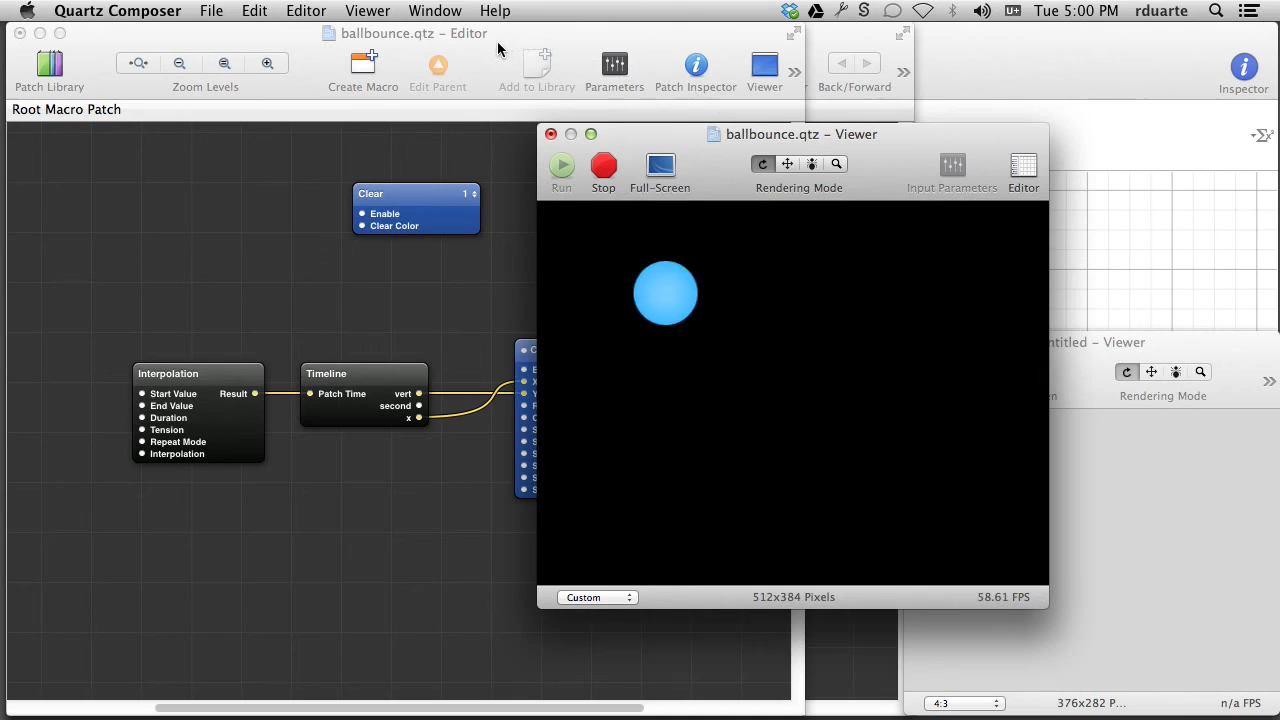 Quartz Composer File Edit Editor Viewer Window Help Tue 5:00 PM rduarte
ballbounce.qtz – Editor
Patch Library Zoom Levels Create Macro Edit Parent Add to Library Parameters Patch Inspector Viewer Back/Forward Inspector
Root Macro Patch
ballbounce.qtz – Viewer
Run Stop Full-Screen Rendering Mode Input Parameters Editor
Clear 1
Enable
Clear Color
Interpolation
Start Value Result
End Value
Duration
Tension
Repeat Mode
Interpolation
Timeline
Patch Time vert
second
x
Custom 512x384 Pixels 58.61 FPS
ntitled – Viewer
Rendering Mode
4:3 376x282 P... n/a FPS